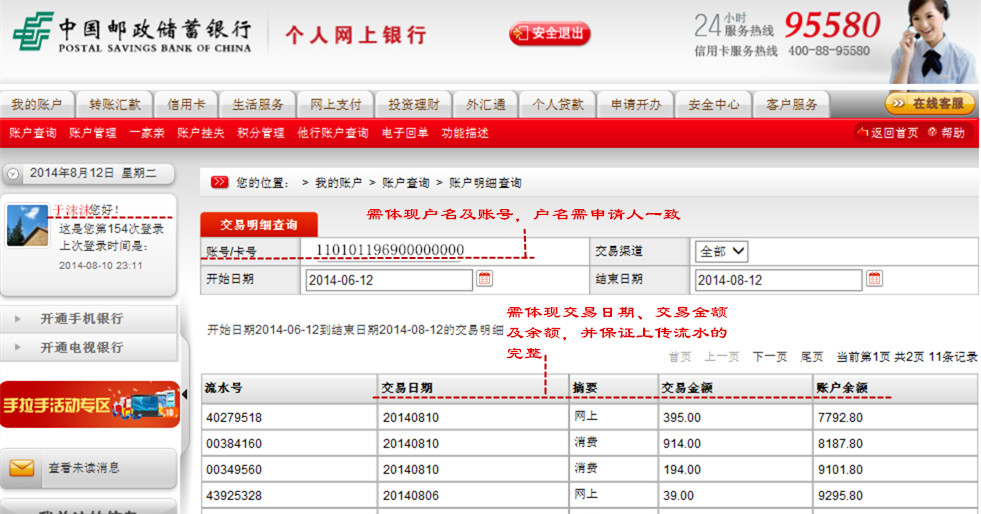 中国邮政储蓄银行
POSTAL SAVINGS BANK OF CHINA
个人网上银行
安全退出
24小时服务热线 95580
信用卡服务热线 400-88-95580
我的账户 转账汇款 信用卡 生活服务 网上支付 投资理财 外汇通 个人贷款 申请开办 安全中心 客户服务 在线客服
账户查询 账户管理 一家亲 账户挂失 积分管理 他行账户查询 电子回单 功能描述 返回首页 帮助
2014年8月12日 星期二
于沫沫您好！
这是您第154次登录
上次登录时间是：
2014-08-10 23:11
开通手机银行
开通电视银行
手拉手活动专区
查看未读消息
您的位置： > 我的账户 > 账户查询 > 账户明细查询
需体现户名及账号，户名需申请人一致
交易明细查询
账号/卡号 110101196900000000 交易渠道 全部
开始日期 2014-06-12 结束日期 2014-08-12
需体现交易日期、交易金额
及余额，并保证上传流水的
完整
开始日期2014-06-12到结束日期2014-08-12的交易明细
首页 上一页 下一页 尾页 当前第1页 共2页 11条记录
流水号 交易日期 摘要 交易金额 账户余额
40279518 20140810 网上 395.00 7792.80
00384160 20140810 消费 914.00 8187.80
00349560 20140810 消费 194.00 9101.80
43925328 20140806 网上 39.00 9295.80